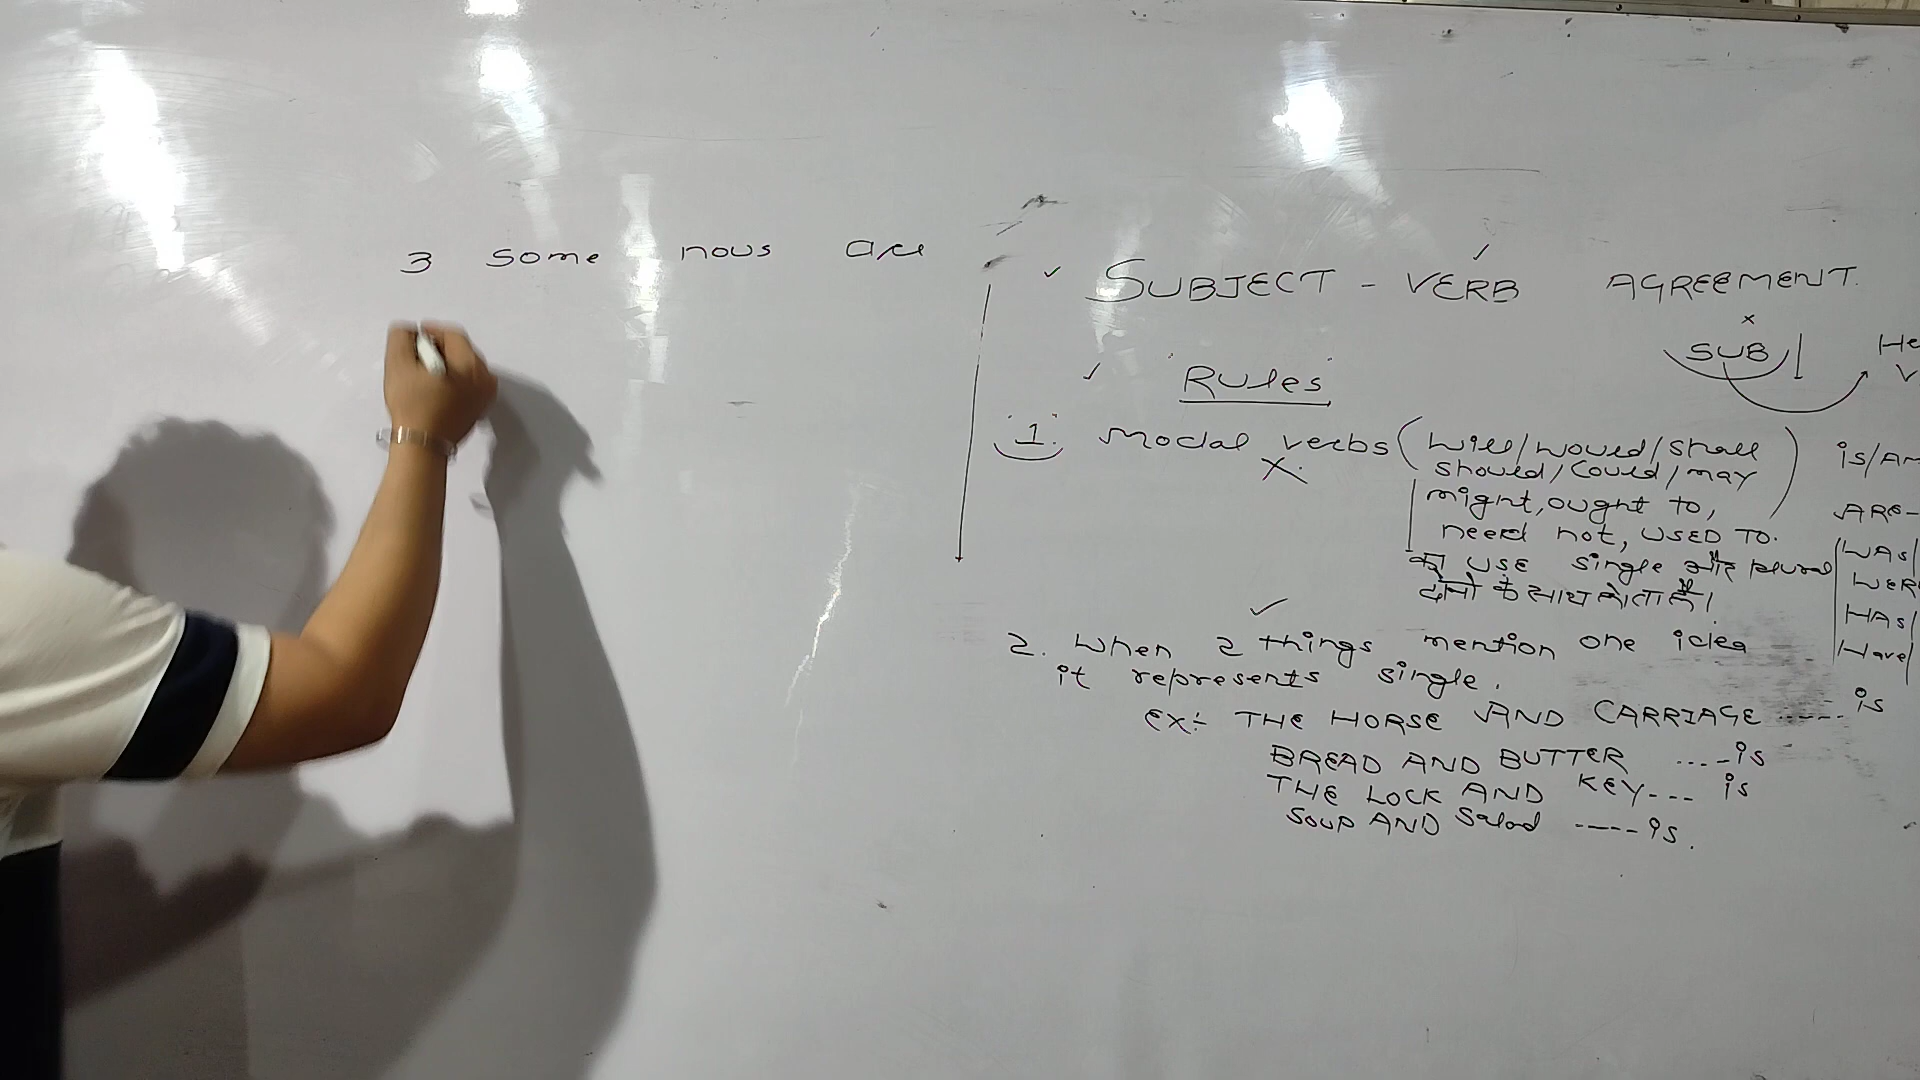 3 some nous are
SUBJECT - VERB AGREEMENT.
SUB
He
V
Rules
1. Modal verbs (will/would/shall
should/could/may
might, ought to,
need not, USED TO.
का use single और plural
दोनों के साथ होता है।
is/AM
ARE-
WAS/
WERE
HAS/
Have/
2. When 2 things mention one idea
it represents single.
EX:- THE HORSE AND CARRIAGE ----- is
BREAD AND BUTTER ----is
THE LOCK AND KEY--- is
SOUP AND Salad -----is.